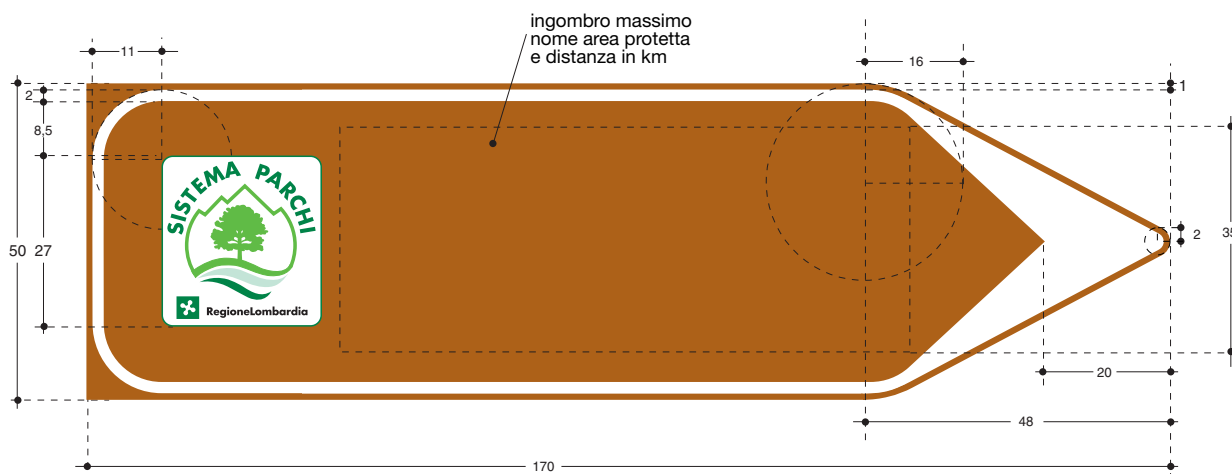 ingombro massimo
nome area protetta
e distanza in km
11
16
2
1
8,5
SISTEMA PARCHI
50
27
2
35
RegioneLombardia
20
48
170